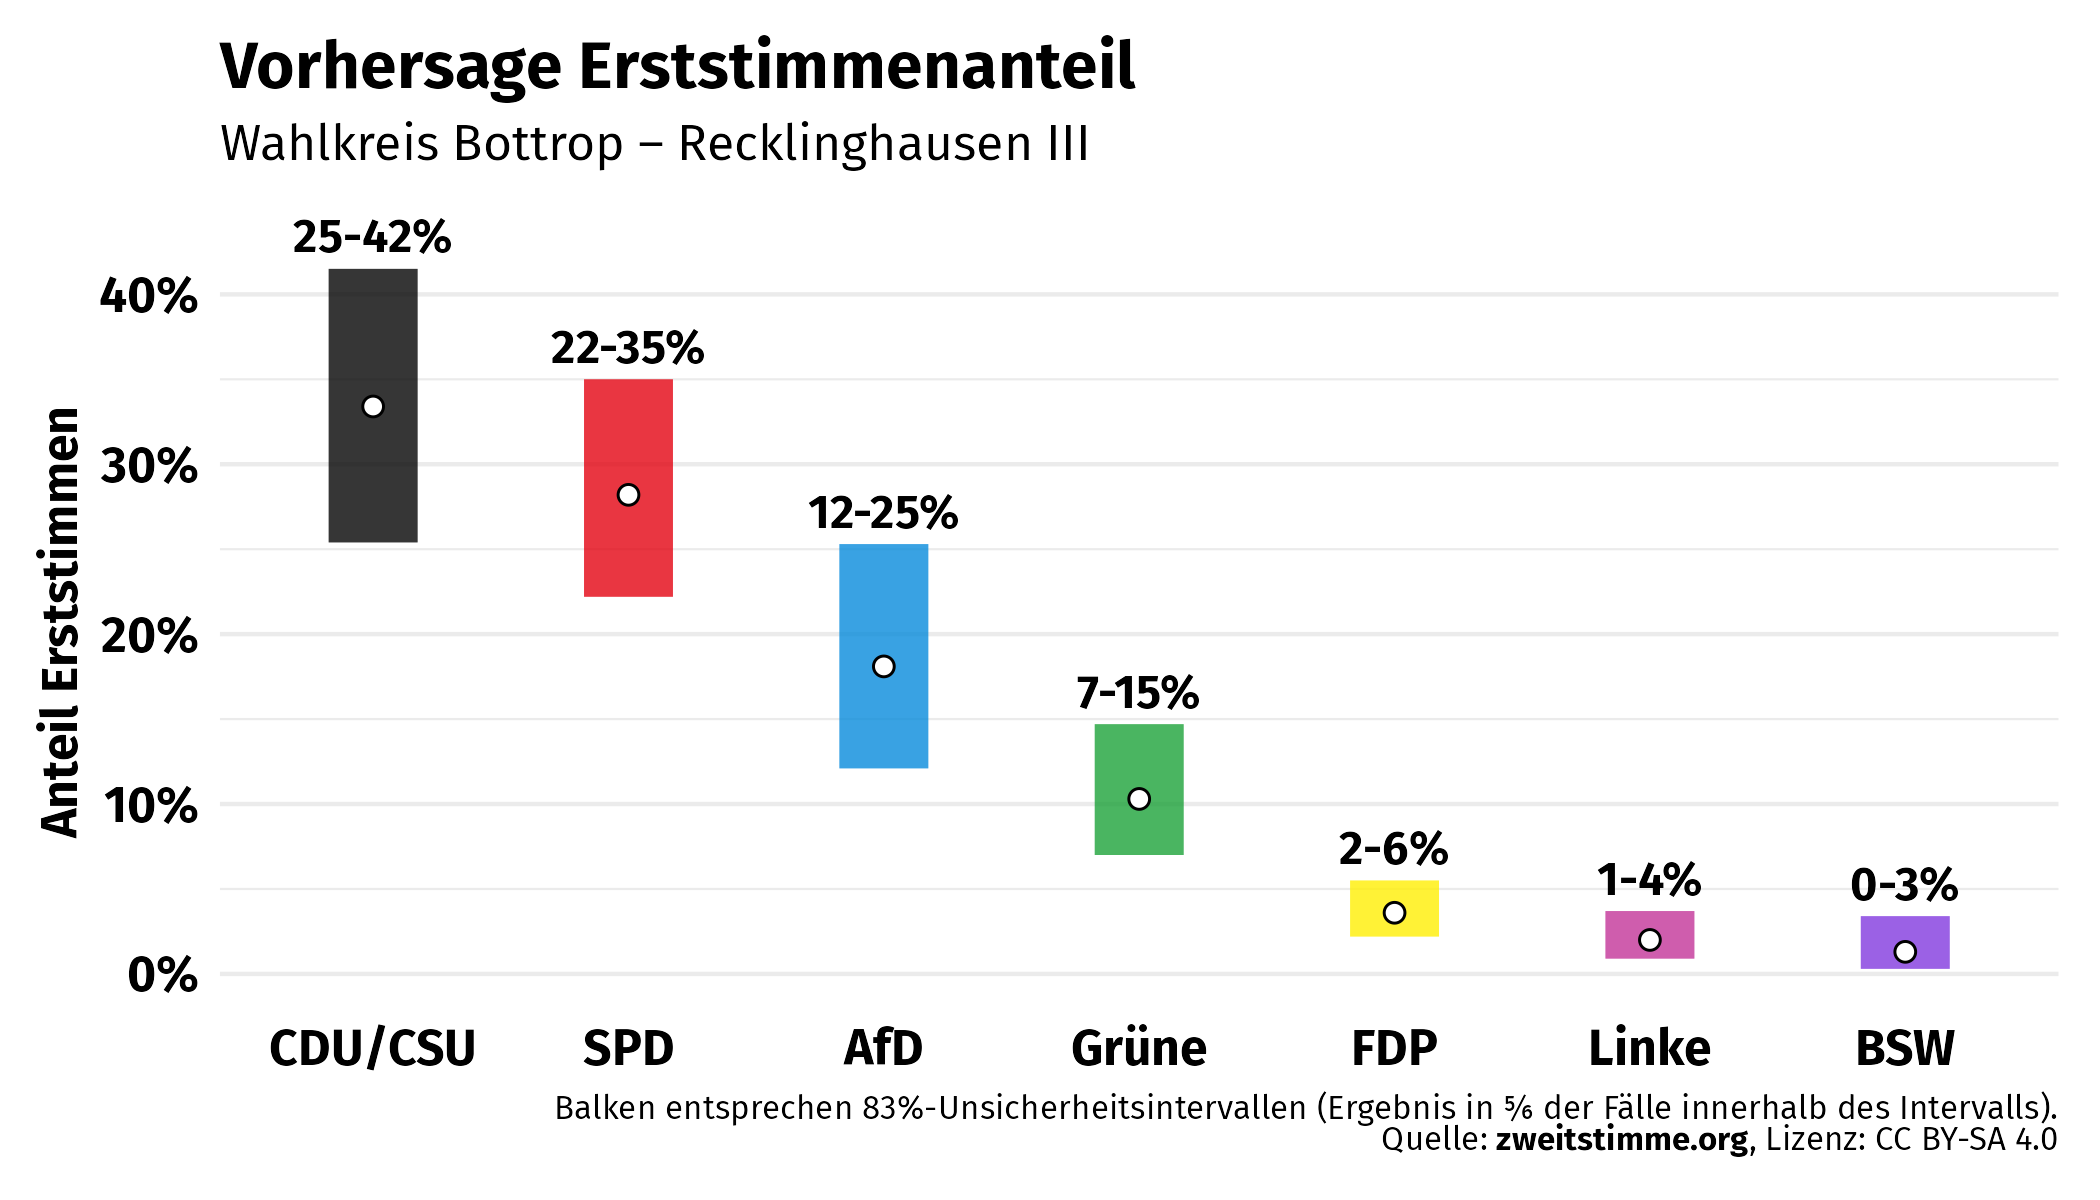 Vorhersage Erststimmenanteil
Wahlkreis Bottrop – Recklinghausen III
25-42%
22-35%
12-25%
7-15%
2-6%
1-4%
0-3%
40%
30%
20%
10%
0%
Anteil Erststimmen
CDU/CSU SPD AfD Grüne FDP Linke BSW
Balken entsprechen 83%-Unsicherheitsintervallen (Ergebnis in ⅚ der Fälle innerhalb des Intervalls).
Quelle: zweitstimme.org, Lizenz: CC BY-SA 4.0